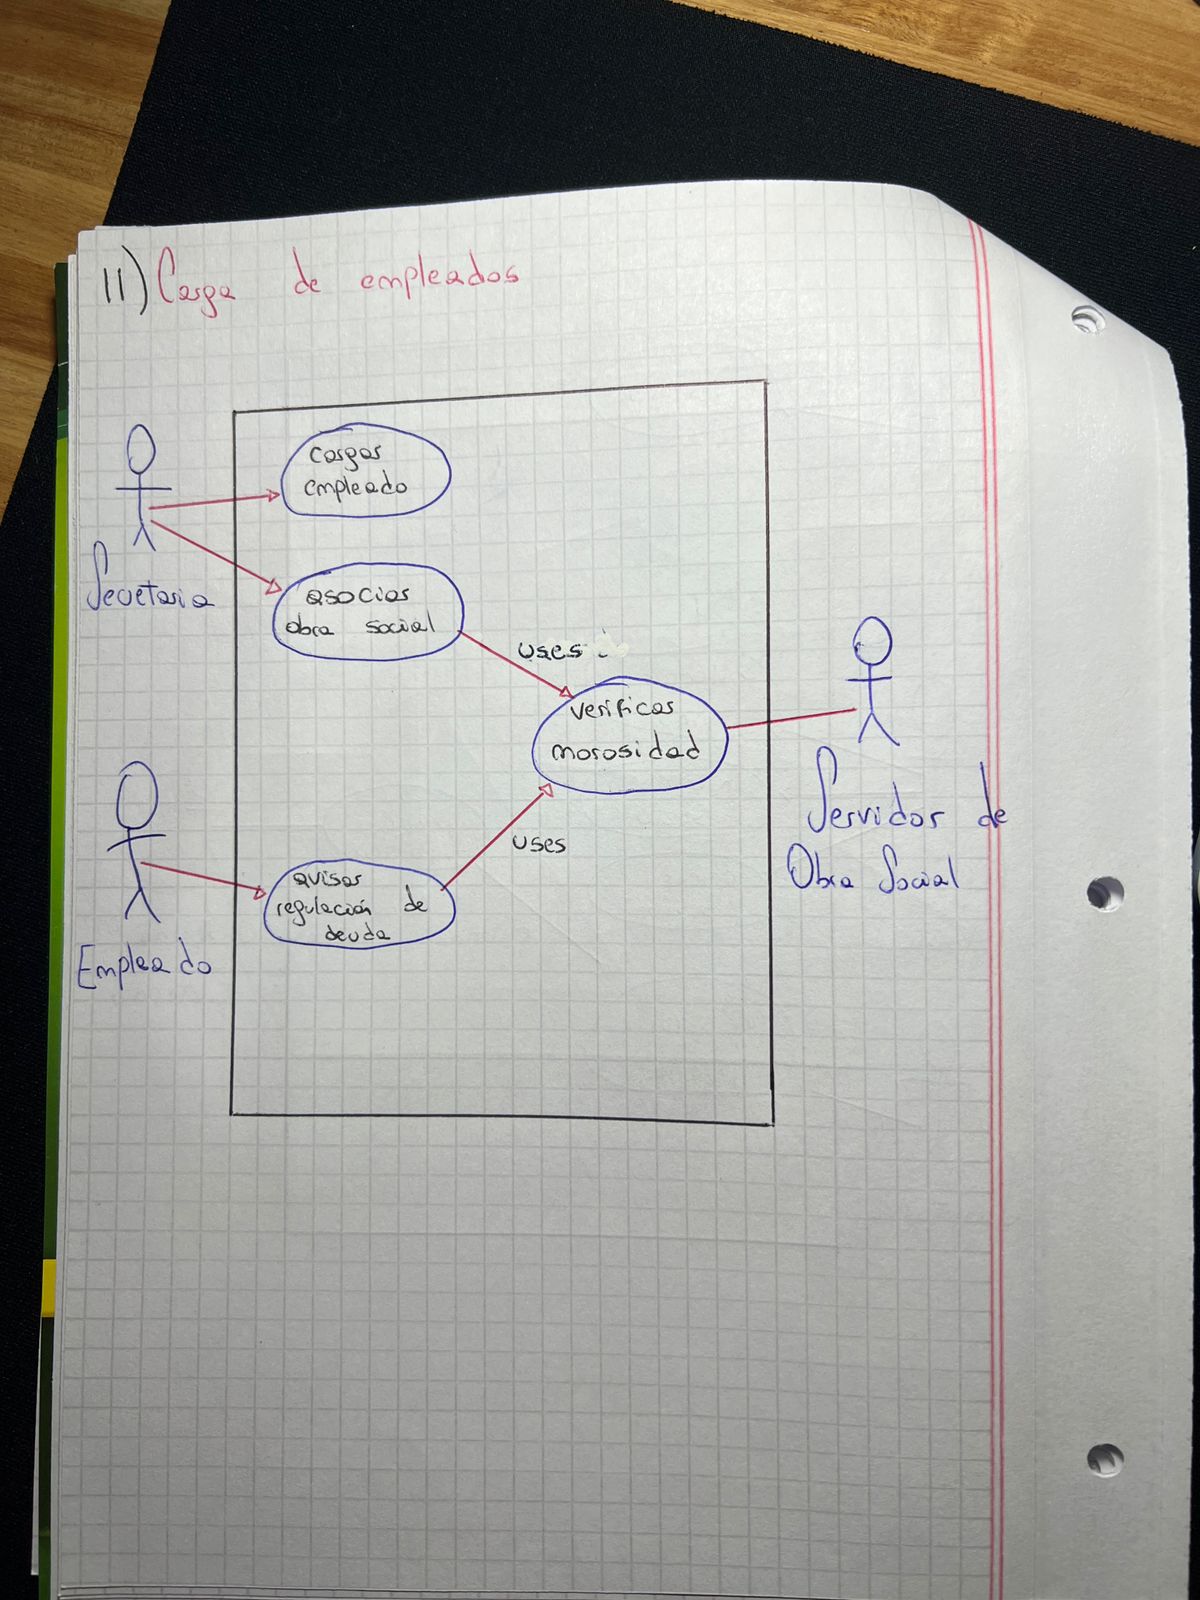 11) Carga de empleados
cargar
empleado
Secretaria
asociar
obra social
uses
verificar
morosidad
Servidor de
Obra Social
uses
avisar
regulación de
deuda
Empleado